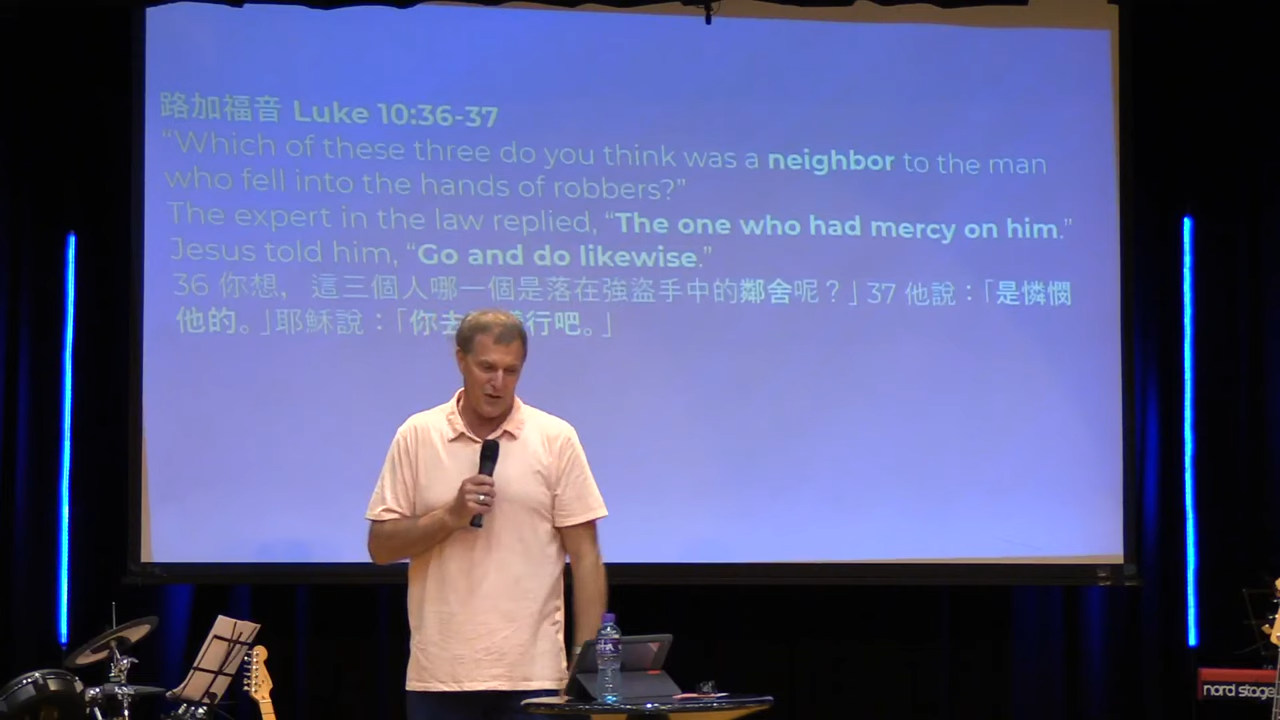 路加福音 Luke 10:36-37
“Which of these three do you think was a neighbor to the man
who fell into the hands of robbers?”
The expert in the law replied, “The one who had mercy on him.”
Jesus told him, “Go and do likewise.”
36 你想， 這三個人哪一個是落在強盜手中的鄰舍呢？」37 他說：「是憐憫
他的。」耶穌說：「你去 行吧。」
nord stage